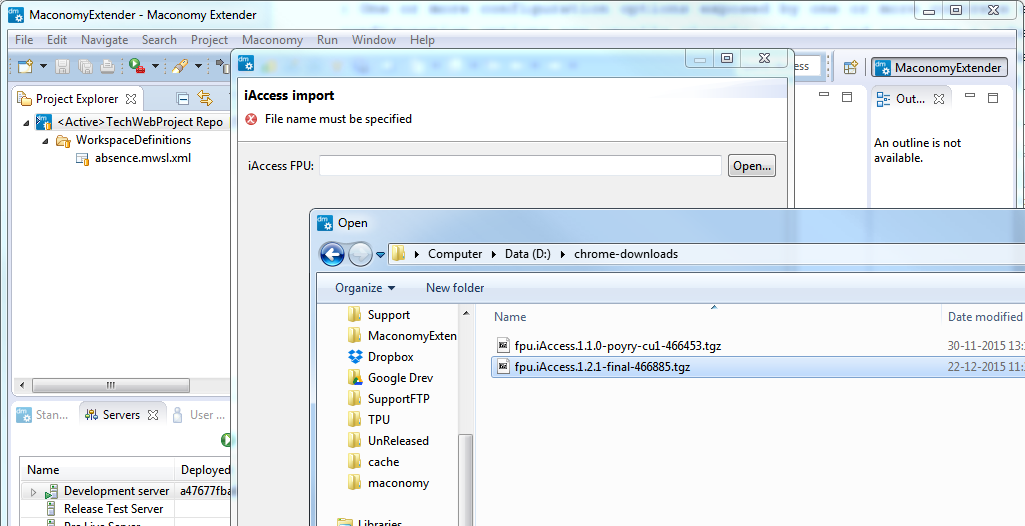 One or more configuration options exposed by one or more
MaconomyExtender - Maconomy Extender
File Edit Navigate Search Project Maconomy Run Window Help
MaconomyExtender
Project Explorer
<Active>TechWebProject Repo
WorkspaceDefinitions
absence.mwsl.xml
iAccess import
File name must be specified
iAccess FPU:
Open...
Out...
An outline is not
available.
Open
Computer Data (D:) chrome-downloads
Organize New folder
Support
MaconomyExten
Dropbox
Google Drev
SupportFTP
TPU
UnReleased
cache
maconomy
Libraries
Name Date modified
fpu.iAccess.1.1.0-poyry-cu1-466453.tgz 30-11-2015 13:
fpu.iAccess.1.2.1-final-466885.tgz 22-12-2015 11:
Stan... Servers User ...
Name Deployed
Development server a47677fba
Release Test Server
Pre Live Server